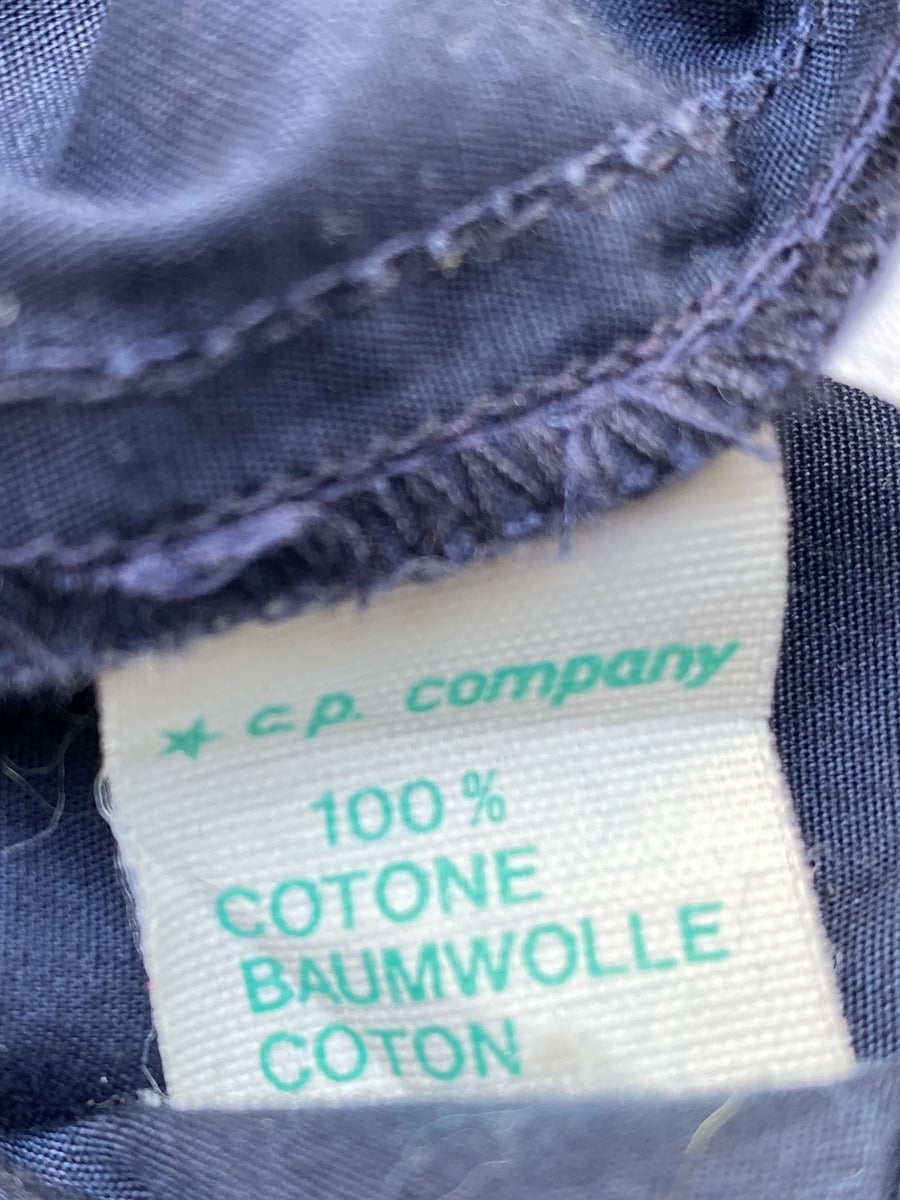 ★ c.p. company
100 %
COTONE
BAUMWOLLE
COTON